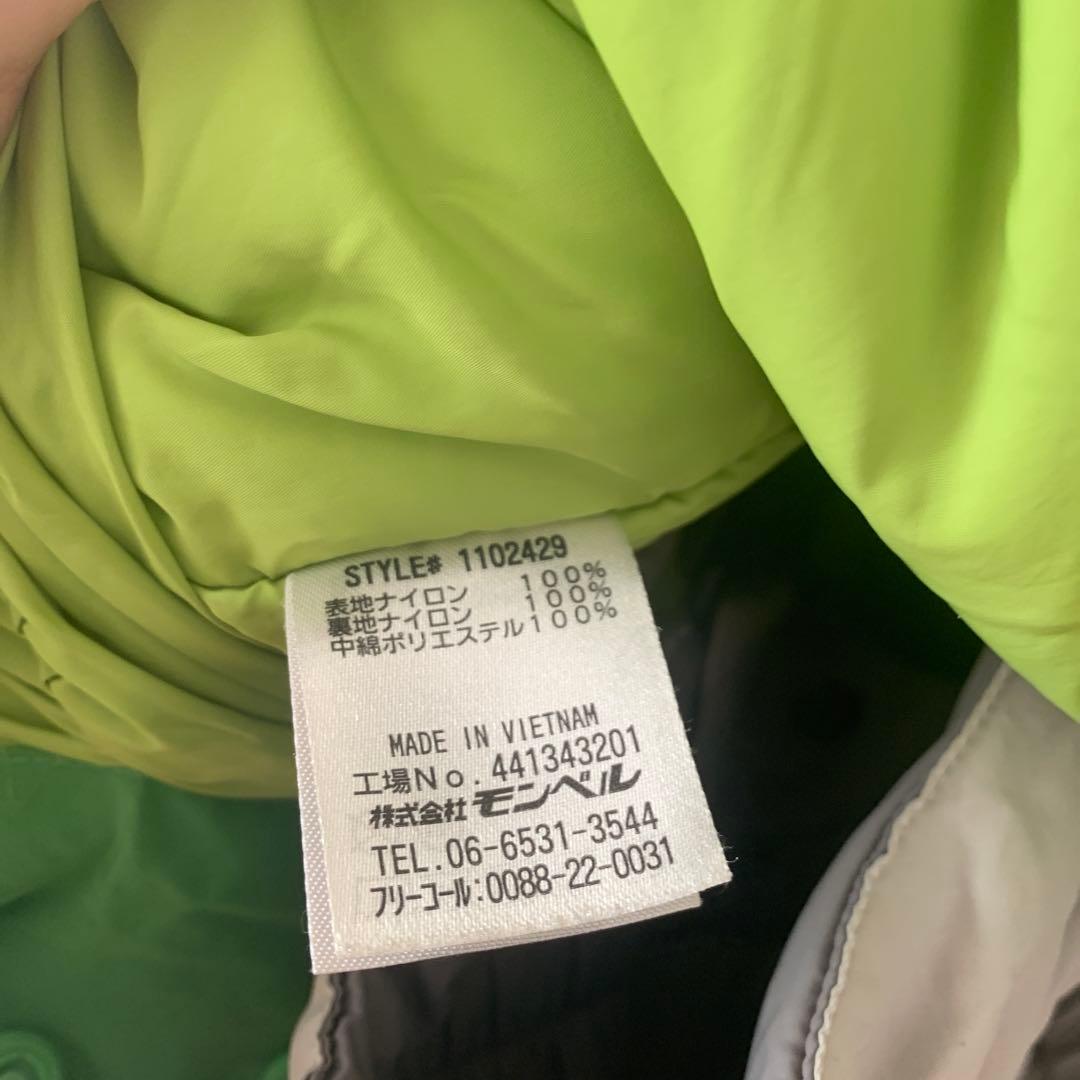 STYLE# 1102429
表地ナイロン 100%
裏地ナイロン 100%
中綿ポリエステル100%
MADE IN VIETNAM
工場No.441343201
株式会社モンベル
TEL.06-6531-3544
フリーコール:0088-22-0031